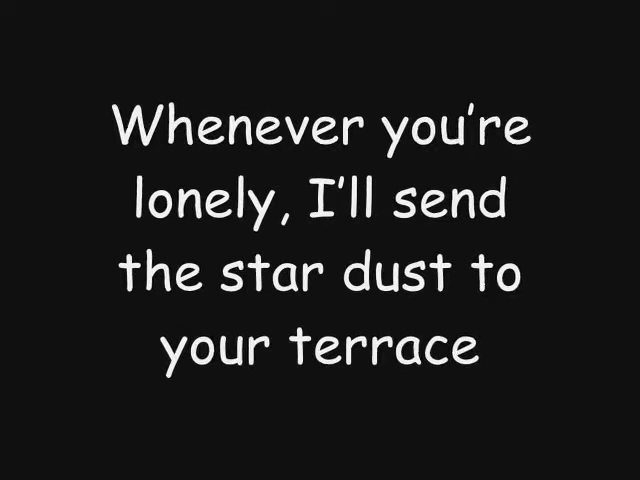 Whenever you're
lonely, I'll send
the star dust to
your terrace